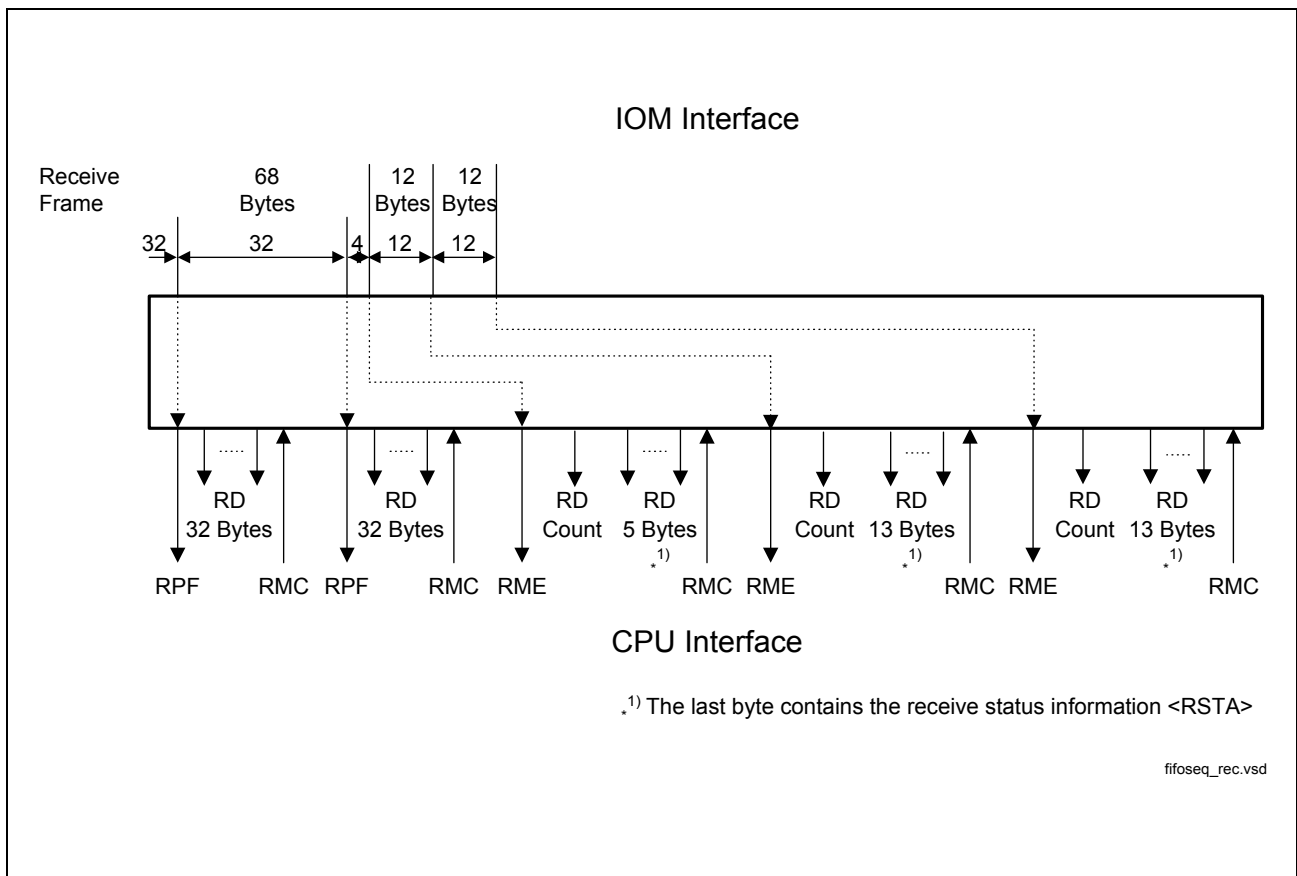 IOM Interface
Receive 68 12 12
Frame Bytes Bytes Bytes
32 32 4 12 12
..... ..... ..... ..... .....
RD RD RD RD RD RD RD RD
32 Bytes 32 Bytes Count 5 Bytes Count 13 Bytes Count 13 Bytes
*1) *1) *1)
RPF RMC RPF RMC RME RMC RME RMC RME RMC
CPU Interface
*1) The last byte contains the receive status information <RSTA>
fifoseq_rec.vsd